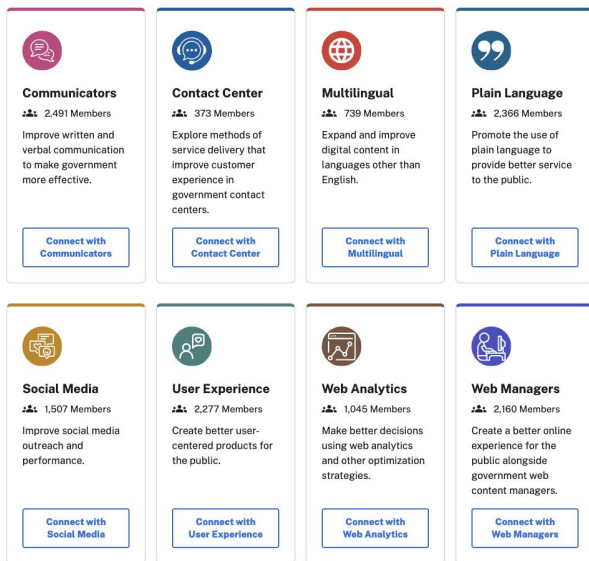 Communicators
2,491 Members
Improve written and
verbal communication
to make government
more effective.
Connect with
Communicators
Contact Center
373 Members
Explore methods of
service delivery that
improve customer
experience in
government contact
centers.
Connect with
Contact Center
Multilingual
739 Members
Expand and improve
digital content in
languages other than
English.
Connect with
Multilingual
Plain Language
2,366 Members
Promote the use of
plain language to
provide better service
to the public.
Connect with
Plain Language
Social Media
1,507 Members
Improve social media
outreach and
performance.
Connect with
Social Media
User Experience
2,277 Members
Create better user-
centered products for
the public.
Connect with
User Experience
Web Analytics
1,045 Members
Make better decisions
using web analytics
and other optimization
strategies.
Connect with
Web Analytics
Web Managers
2,160 Members
Create a better online
experience for the
public alongside
government web
content managers.
Connect with
Web Managers